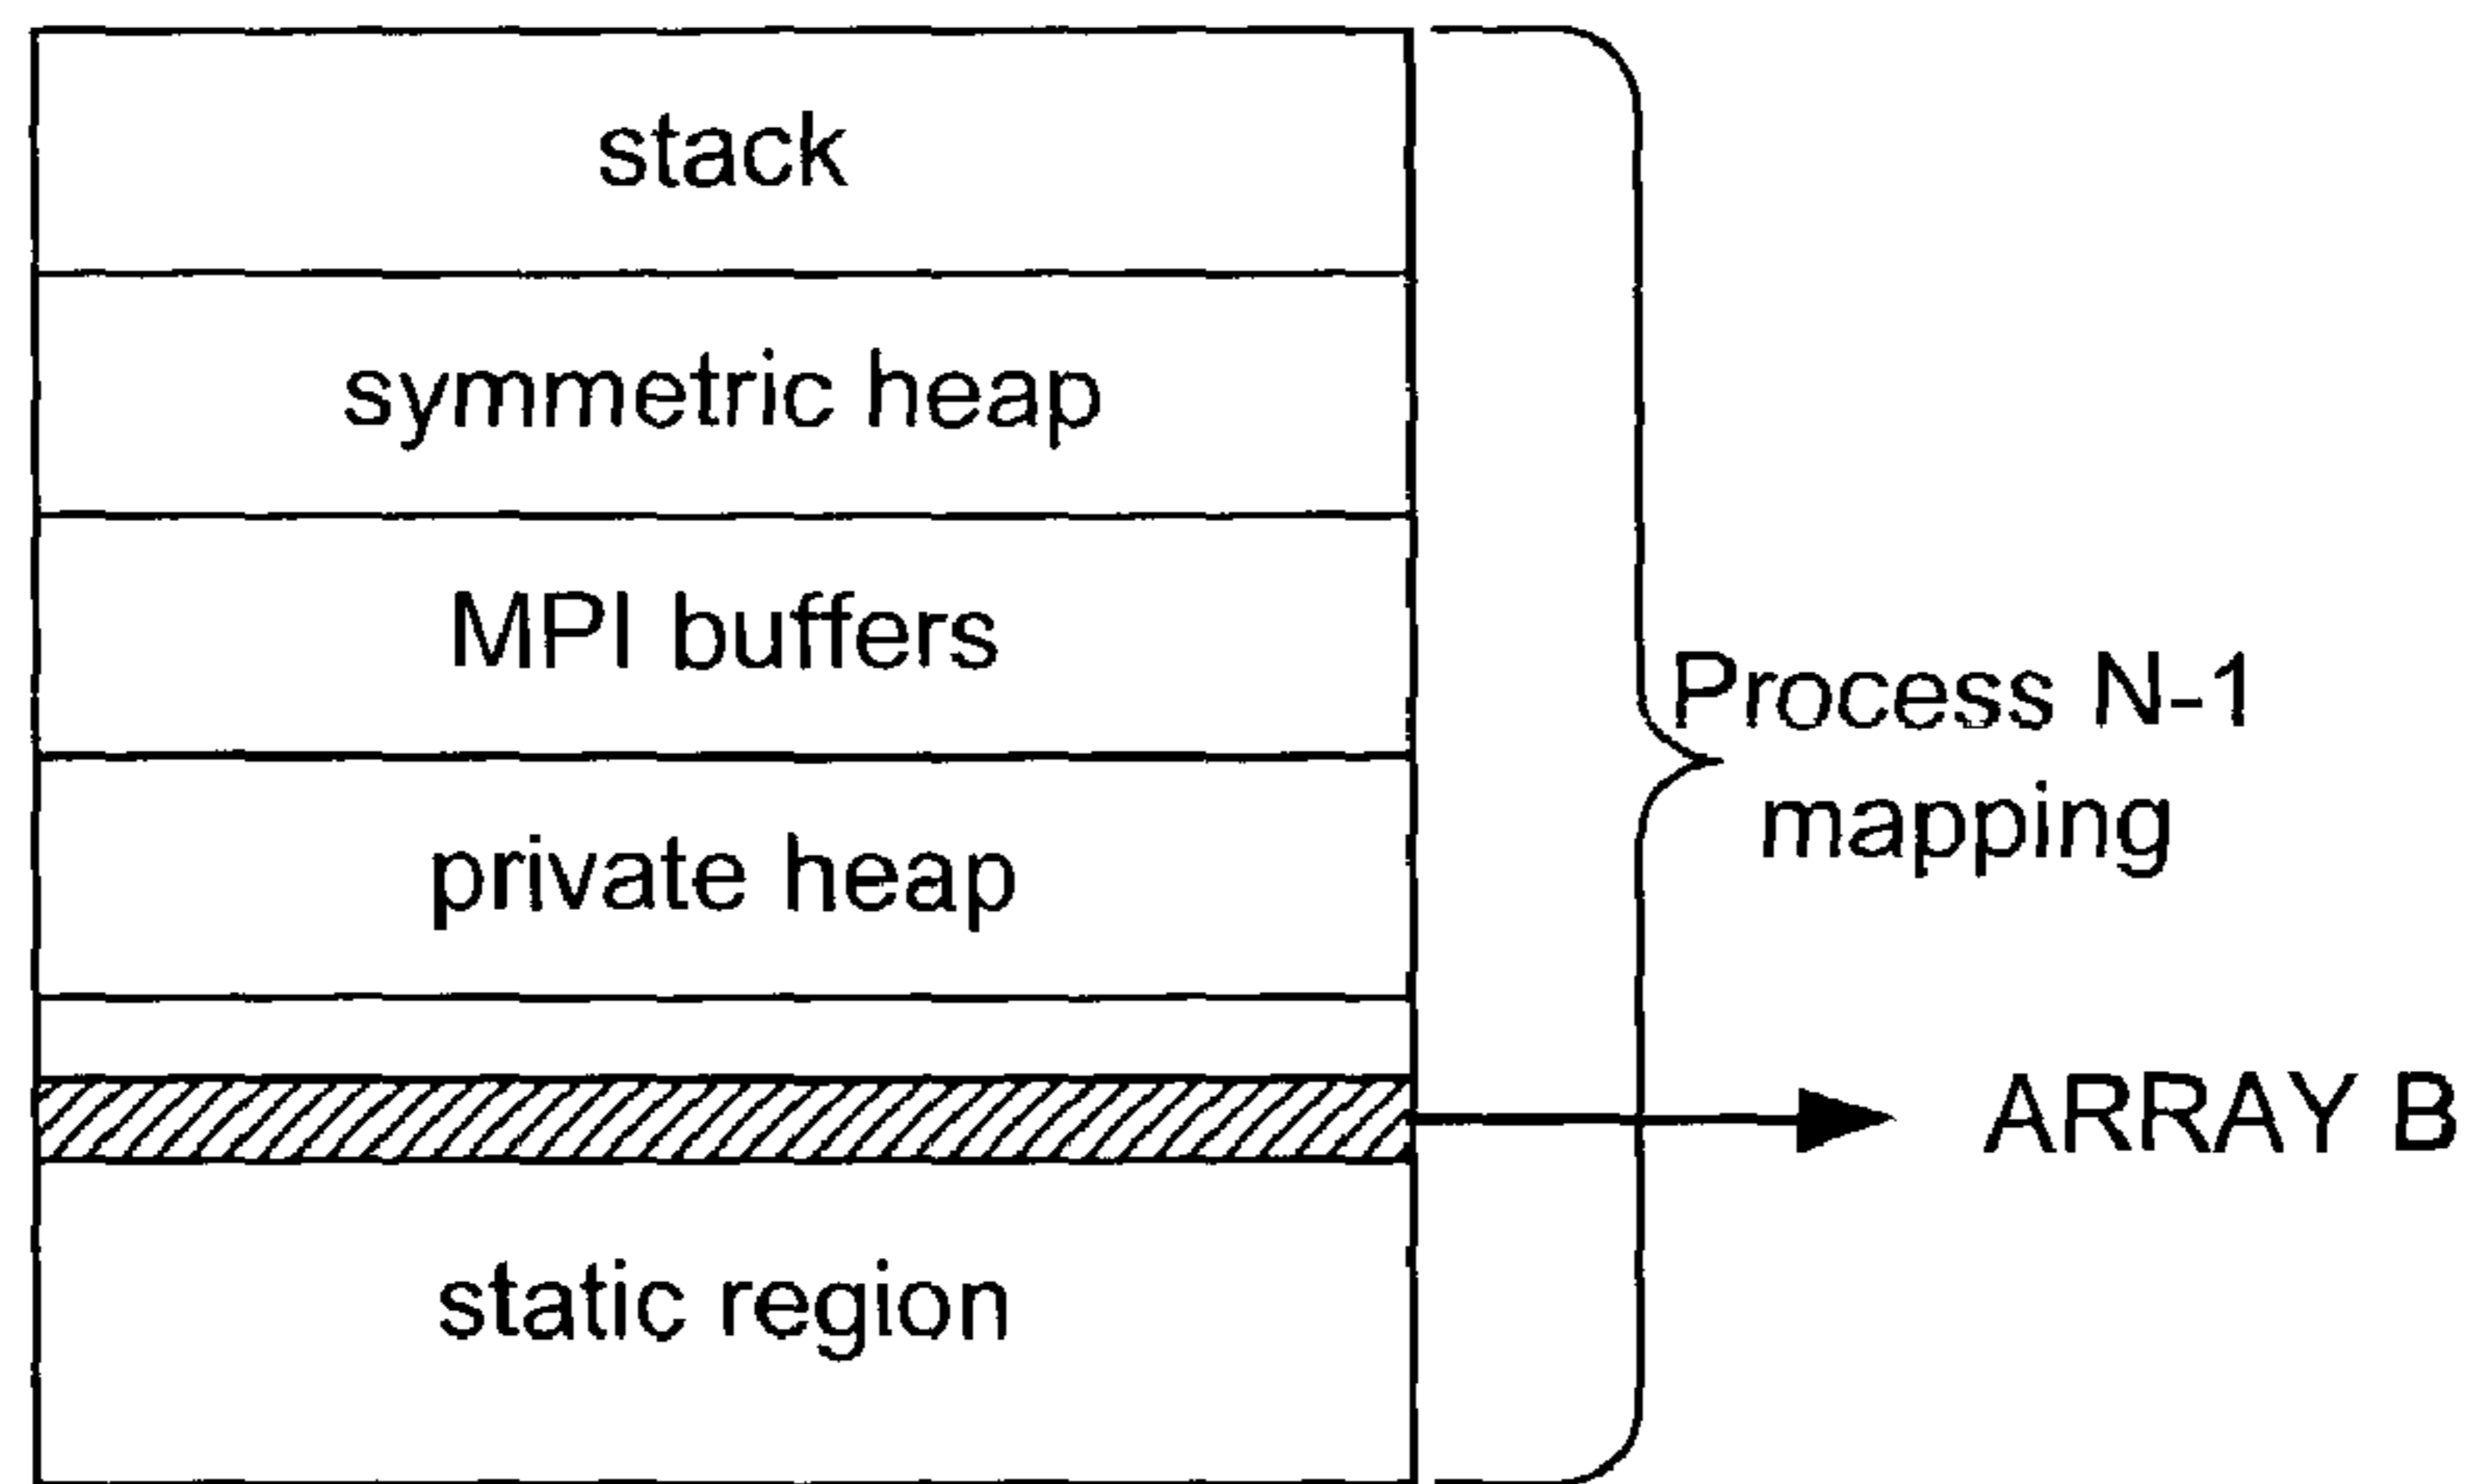 stack
symmetric heap
MPI buffers
Process N-1
mapping
private heap
ARRAY B
static region